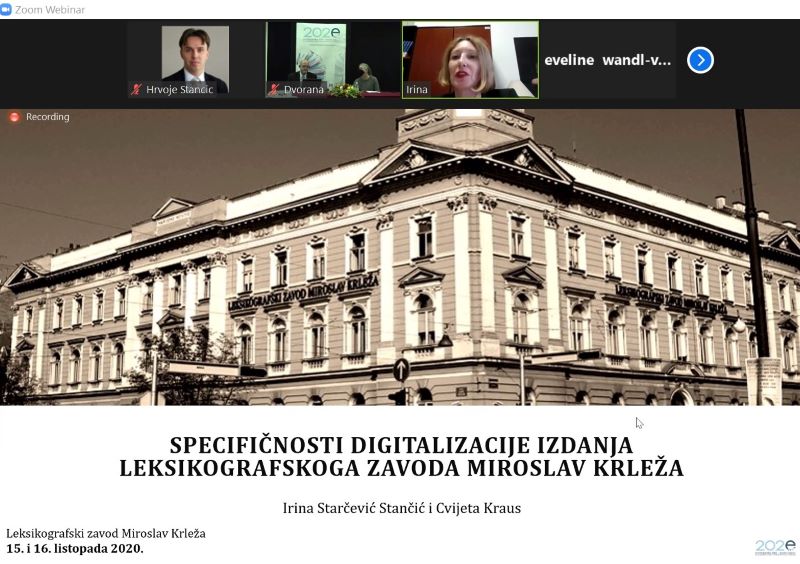 Zoom Webinar
202e
Hrvoje Stancic
Dvorana
Irina
eveline wandl-v...
Recording
LEKSIKOGRAFSKI ZAVOD MIROSLAV KRLEŽA
LEKSIKOGRAFSKI ZAVOD MIROSLAV KRLEŽA
SPECIFIČNOSTI DIGITALIZACIJE IZDANJA
LEKSIKOGRAFSKOGA ZAVODA MIROSLAV KRLEŽA
Irina Starčević Stančić i Cvijeta Kraus
Leksikografski zavod Miroslav Krleža
15. i 16. listopada 2020.
202e